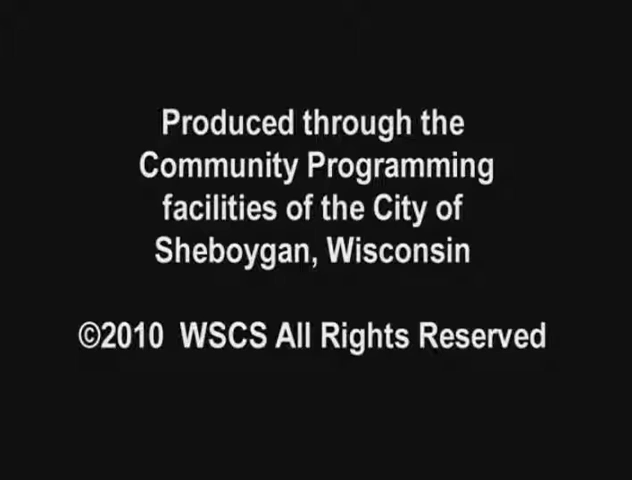 Produced through the
Community Programming
facilities of the City of
Sheboygan, Wisconsin
©2010  WSCS All Rights Reserved